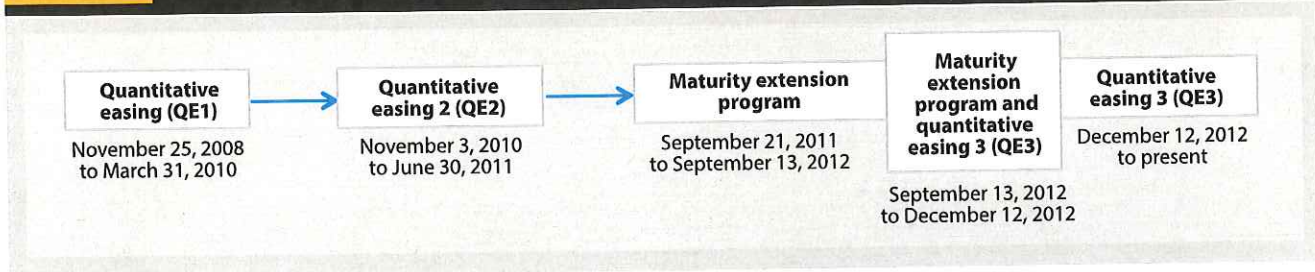 Quantitative
easing (QE1)
November 25, 2008
to March 31, 2010
Quantitative
easing 2 (QE2)
November 3, 2010
to June 30, 2011
Maturity extension
program
September 21, 2011
to September 13, 2012
Maturity
extension
program and
quantitative
easing 3 (QE3)
September 13, 2012
to December 12, 2012
Quantitative
easing 3 (QE3)
December 12, 2012
to present